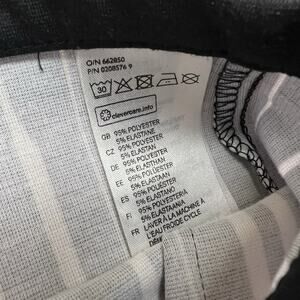 O/N 662850
P/N 0208576 9
30
clevercare.info
GB 95% POLYESTER
5% ELASTANE
CZ 95% POLYESTER
5% ELASTAN
DE 95% POLYESTER
5% ELASTHAN
EE 95% POLÜESTER
5% ELASTAAN
ES 95% POLIÉSTER
5% ELASTANO
FI 95% POLYESTERI
5% ELASTAANIA
FR LAVER À LA MACHINE À
L'EAU FROIDE CYCLE